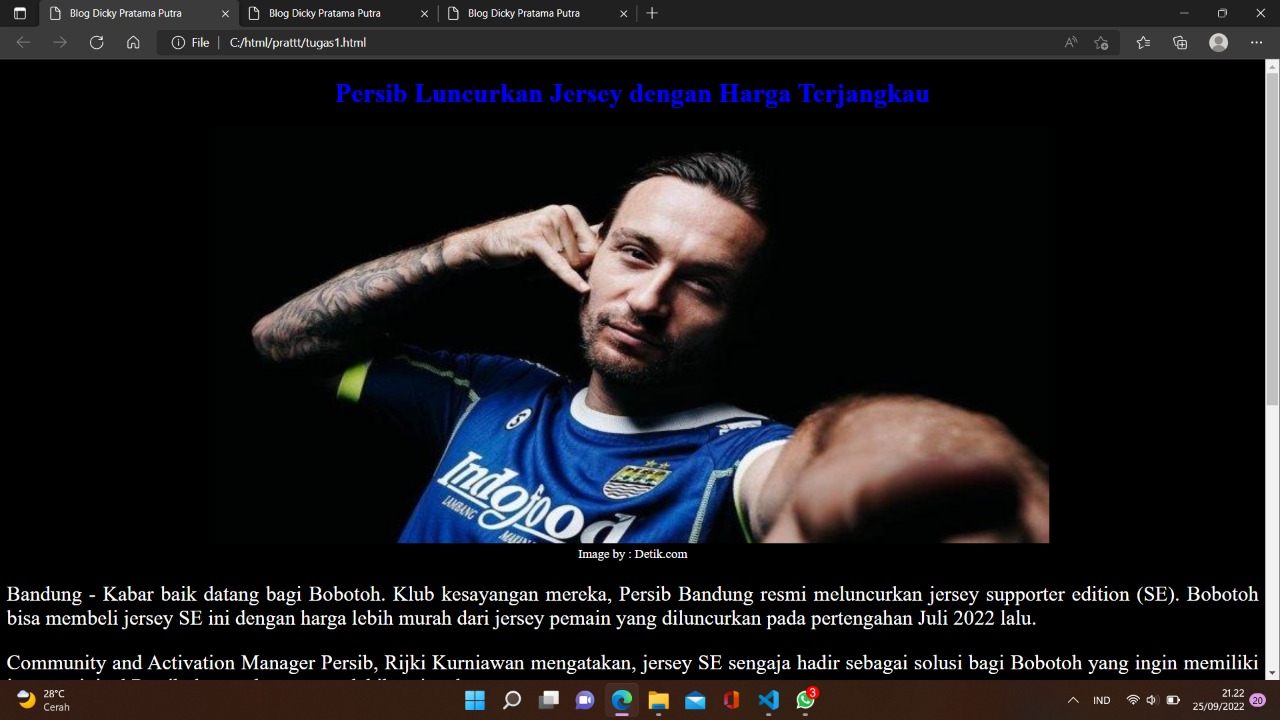 Blog Dicky Pratama Putra
Blog Dicky Pratama Putra
Blog Dicky Pratama Putra
File
C:/html/prattt/tugas1.html
Persib Luncurkan Jersey dengan Harga Terjangkau
Indofood
LAMBANG
Image by : Detik.com
Bandung - Kabar baik datang bagi Bobotoh. Klub kesayangan mereka, Persib Bandung resmi meluncurkan jersey supporter edition (SE). Bobotoh
bisa membeli jersey SE ini dengan harga lebih murah dari jersey pemain yang diluncurkan pada pertengahan Juli 2022 lalu.
Community and Activation Manager Persib, Rijki Kurniawan mengatakan, jersey SE sengaja hadir sebagai solusi bagi Bobotoh yang ingin memiliki
28°C
Cerah
3
IND
21.22
25/09/2022
20